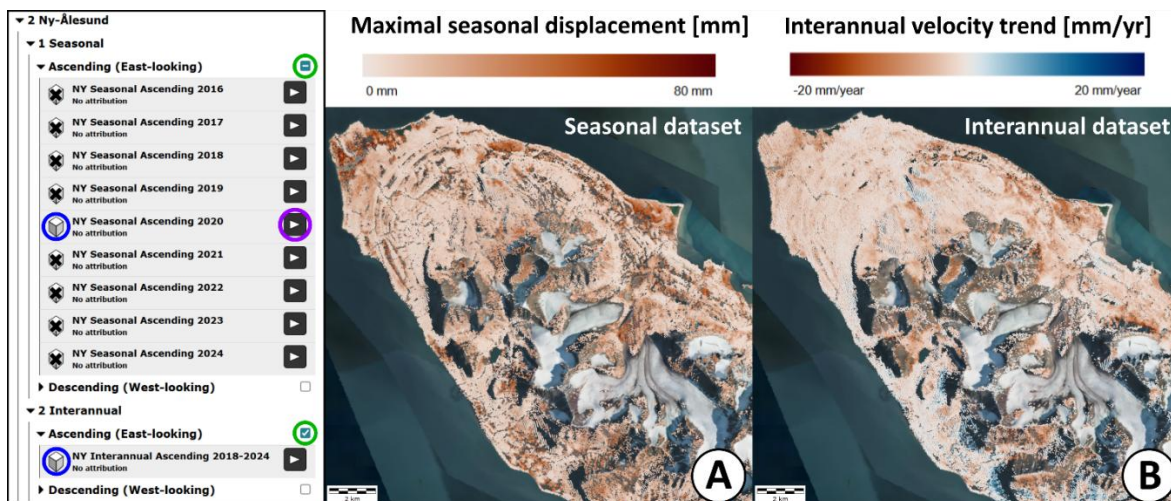 2 Ny-Ålesund
1 Seasonal
Ascending (East-looking)
NY Seasonal Ascending 2016
No attribution
NY Seasonal Ascending 2017
No attribution
NY Seasonal Ascending 2018
No attribution
NY Seasonal Ascending 2019
No attribution
NY Seasonal Ascending 2020
No attribution
NY Seasonal Ascending 2021
No attribution
NY Seasonal Ascending 2022
No attribution
NY Seasonal Ascending 2023
No attribution
NY Seasonal Ascending 2024
No attribution
Descending (West-looking)
2 Interannual
Ascending (East-looking)
NY Interannual Ascending 2018-2024
No attribution
Descending (West-looking)
Maximal seasonal displacement [mm]
0 mm 80 mm
Seasonal dataset
A
2 km
Interannual velocity trend [mm/yr]
-20 mm/year 20 mm/year
Interannual dataset
B
2 km